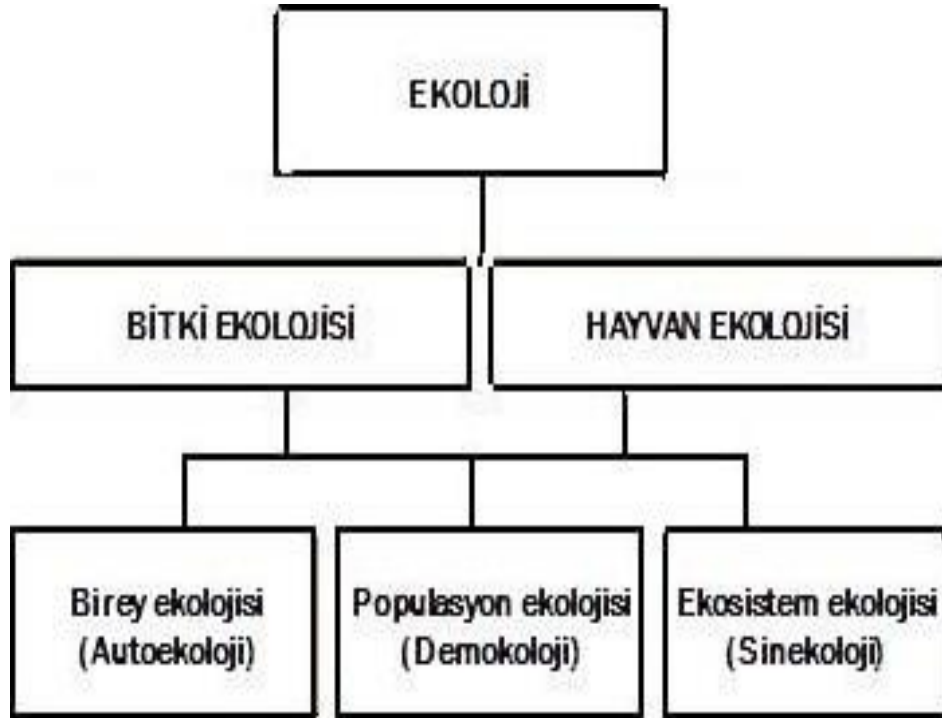 EKOLOJİ
BİTKİ EKOLOJİSİ
HAYVAN EKOLOJİSİ
Birey ekolojisi
(Autoekoloji)
Populasyon ekolojisi
(Demokoloji)
Ekosistem ekolojisi
(Sinekoloji)